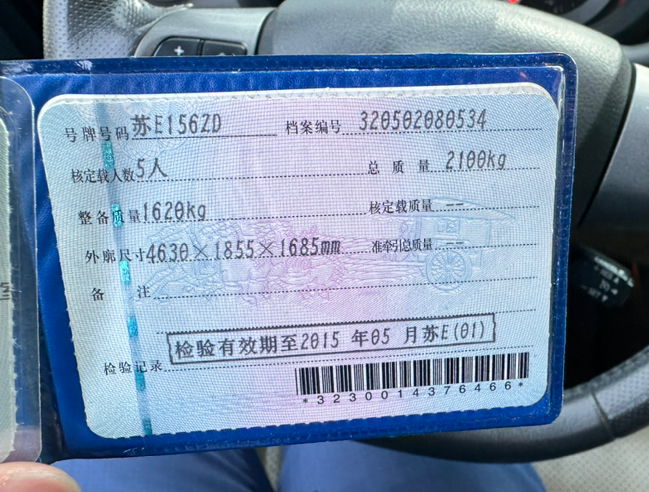 号牌号码 苏E156ZD 档案编号 320502080534
核定载人数 5人 总质量 2100kg
整备质量 1620kg 核定载质量 --
外廓尺寸 4630×1855×1685mm 准牵引总质量 --
备注
检验记录 检验有效期至2015年05月苏E(01)
*3230014376466*